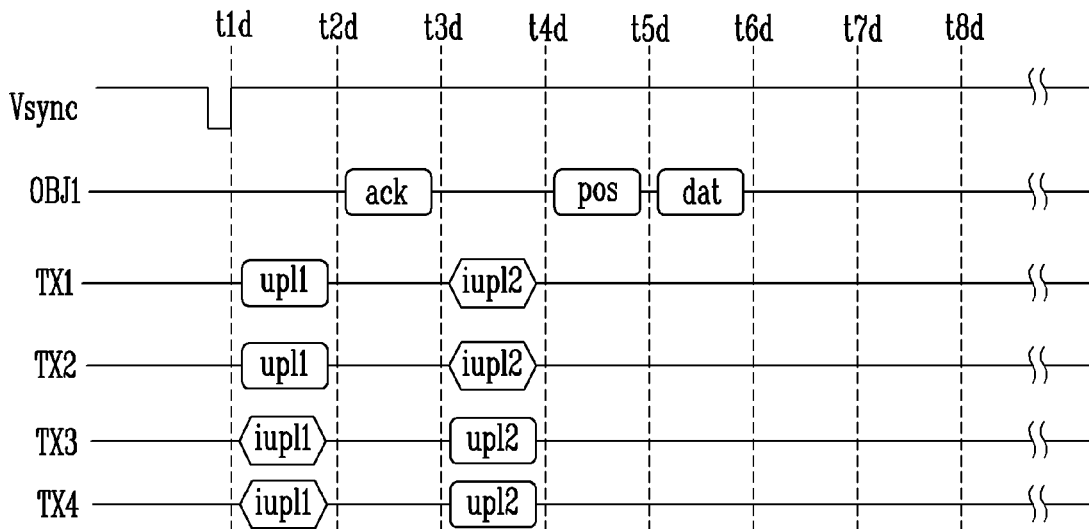 t1d t2d t3d t4d t5d t6d t7d t8d
Vsync
OBJ1 ack pos dat
TX1 upl1 iupl2
TX2 upl1 iupl2
TX3 iupl1 upl2
TX4 iupl1 upl2